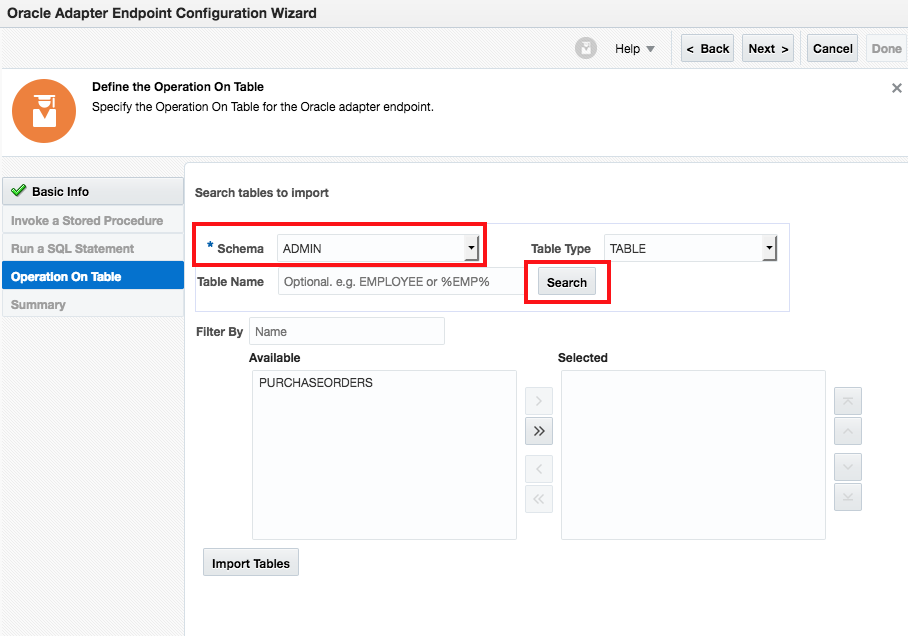 Oracle Adapter Endpoint Configuration Wizard
Help < Back Next > Cancel Done
Define the Operation On Table
Specify the Operation On Table for the Oracle adapter endpoint.
Basic Info
Invoke a Stored Procedure
Run a SQL Statement
Operation On Table
Summary
Search tables to import
* Schema ADMIN Table Type TABLE
Table Name Optional. e.g. EMPLOYEE or %EMP% Search
Filter By Name
Available Selected
PURCHASEORDERS
Import Tables